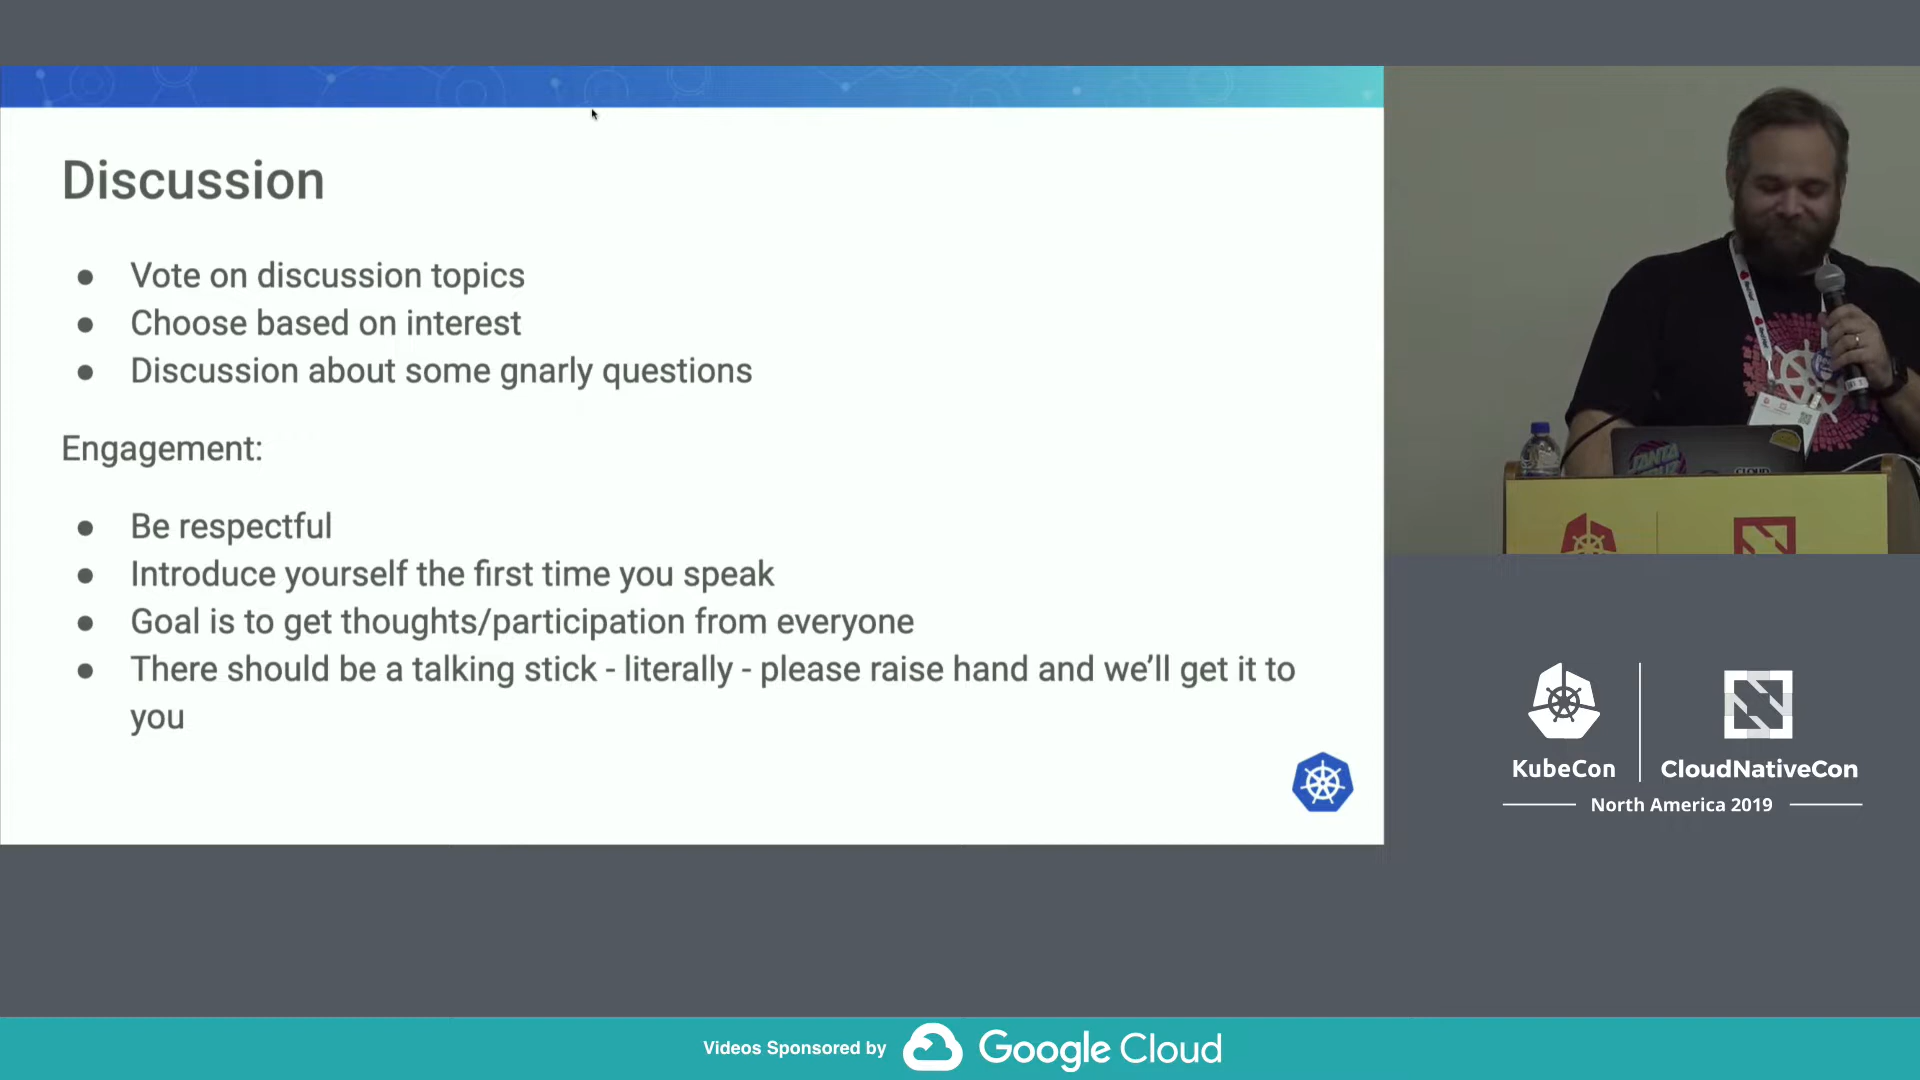 Discussion
● Vote on discussion topics
● Choose based on interest
● Discussion about some gnarly questions
Engagement:
● Be respectful
● Introduce yourself the first time you speak
● Goal is to get thoughts/participation from everyone
● There should be a talking stick - literally - please raise hand and we’ll get it to
you
KubeCon
CloudNativeCon
North America 2019
Videos Sponsored by
Google Cloud